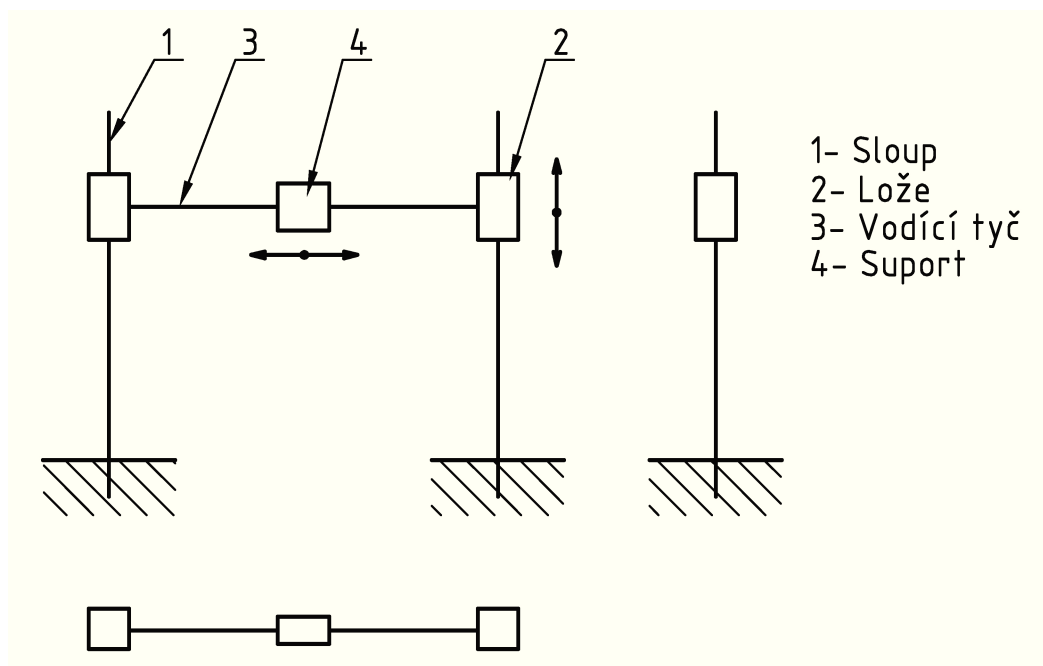 1 3 4 2
1- Sloup
2- Lože
3- Vodící tyč
4- Suport